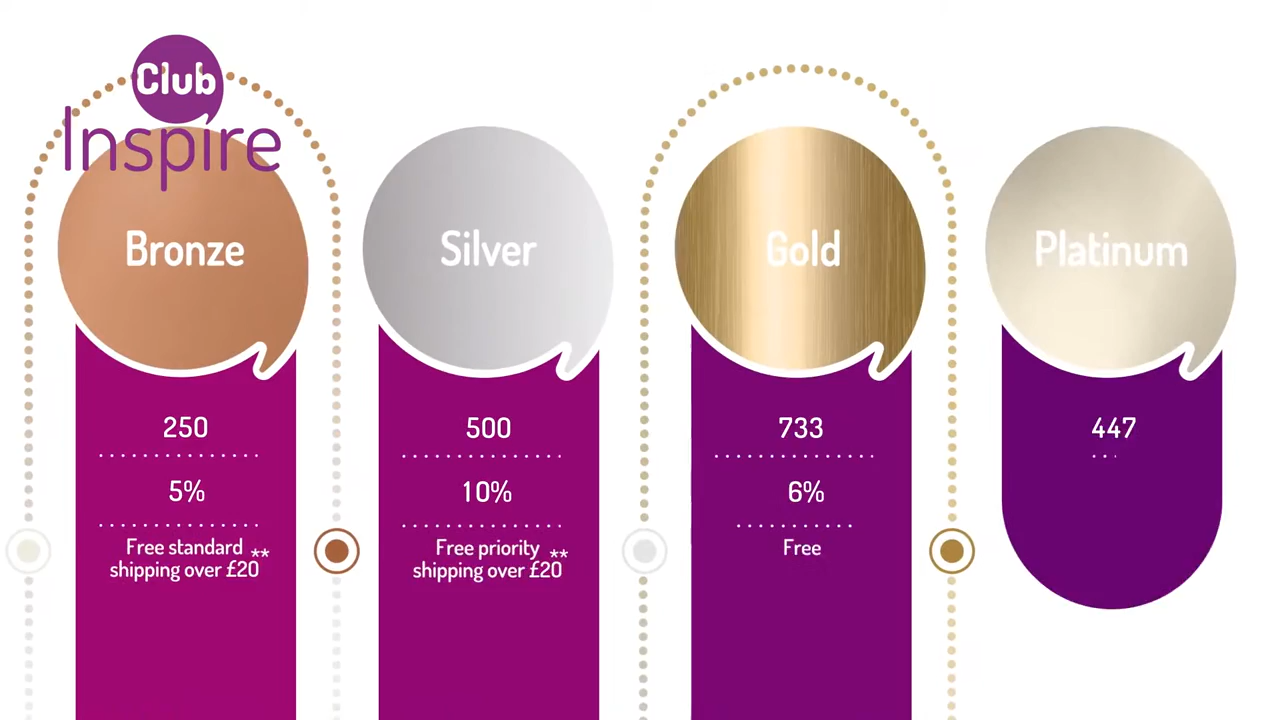 Club
Inspire
Bronze
250
5%
Free standard
shipping over £20**
Silver
500
10%
Free priority
shipping over £20**
Gold
733
6%
Free
Platinum
447